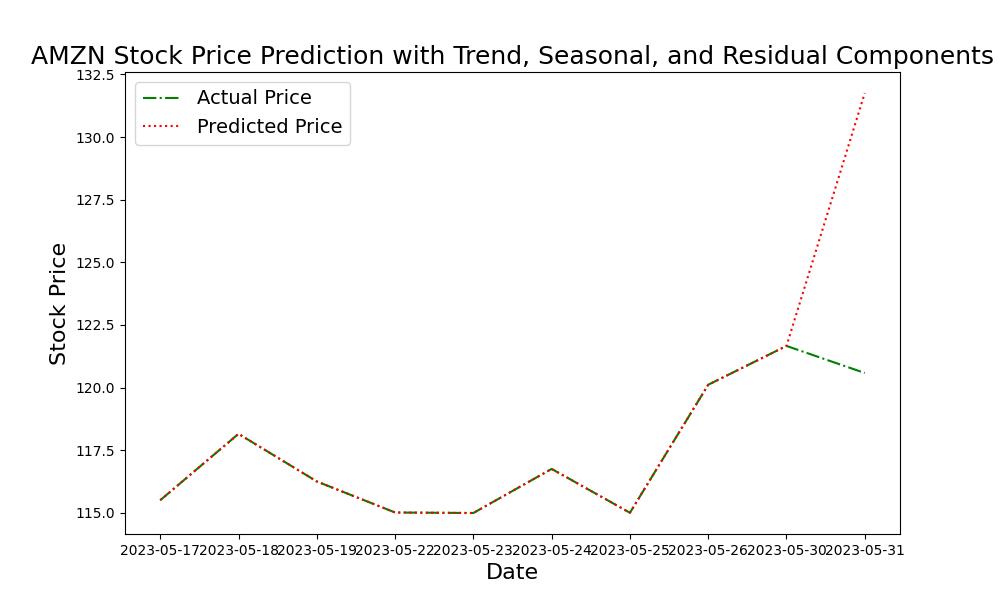 AMZN Stock Price Prediction with Trend, Seasonal, and Residual Components
Actual Price
Predicted Price
132.5
130.0
127.5
125.0
122.5
120.0
117.5
115.0
Stock Price
2023-05-17 2023-05-18 2023-05-19 2023-05-22 2023-05-23 2023-05-24 2023-05-25 2023-05-26 2023-05-30 2023-05-31
Date